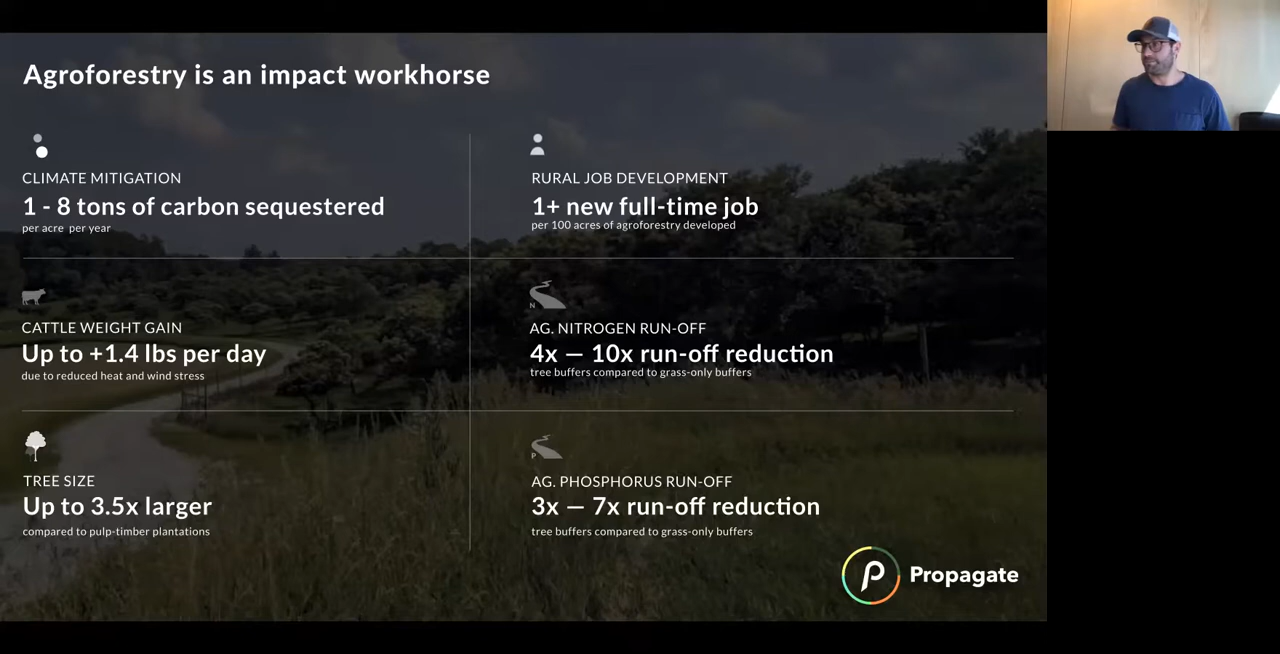 Agroforestry is an impact workhorse
CLIMATE MITIGATION
1 - 8 tons of carbon sequestered
per acre per year
RURAL JOB DEVELOPMENT
1+ new full-time job
per 100 acres of agroforestry developed
CATTLE WEIGHT GAIN
Up to +1.4 lbs per day
due to reduced heat and wind stress
N
AG. NITROGEN RUN-OFF
4x — 10x run-off reduction
tree buffers compared to grass-only buffers
TREE SIZE
Up to 3.5x larger
compared to pulp-timber plantations
P
AG. PHOSPHORUS RUN-OFF
3x — 7x run-off reduction
tree buffers compared to grass-only buffers
p Propagate